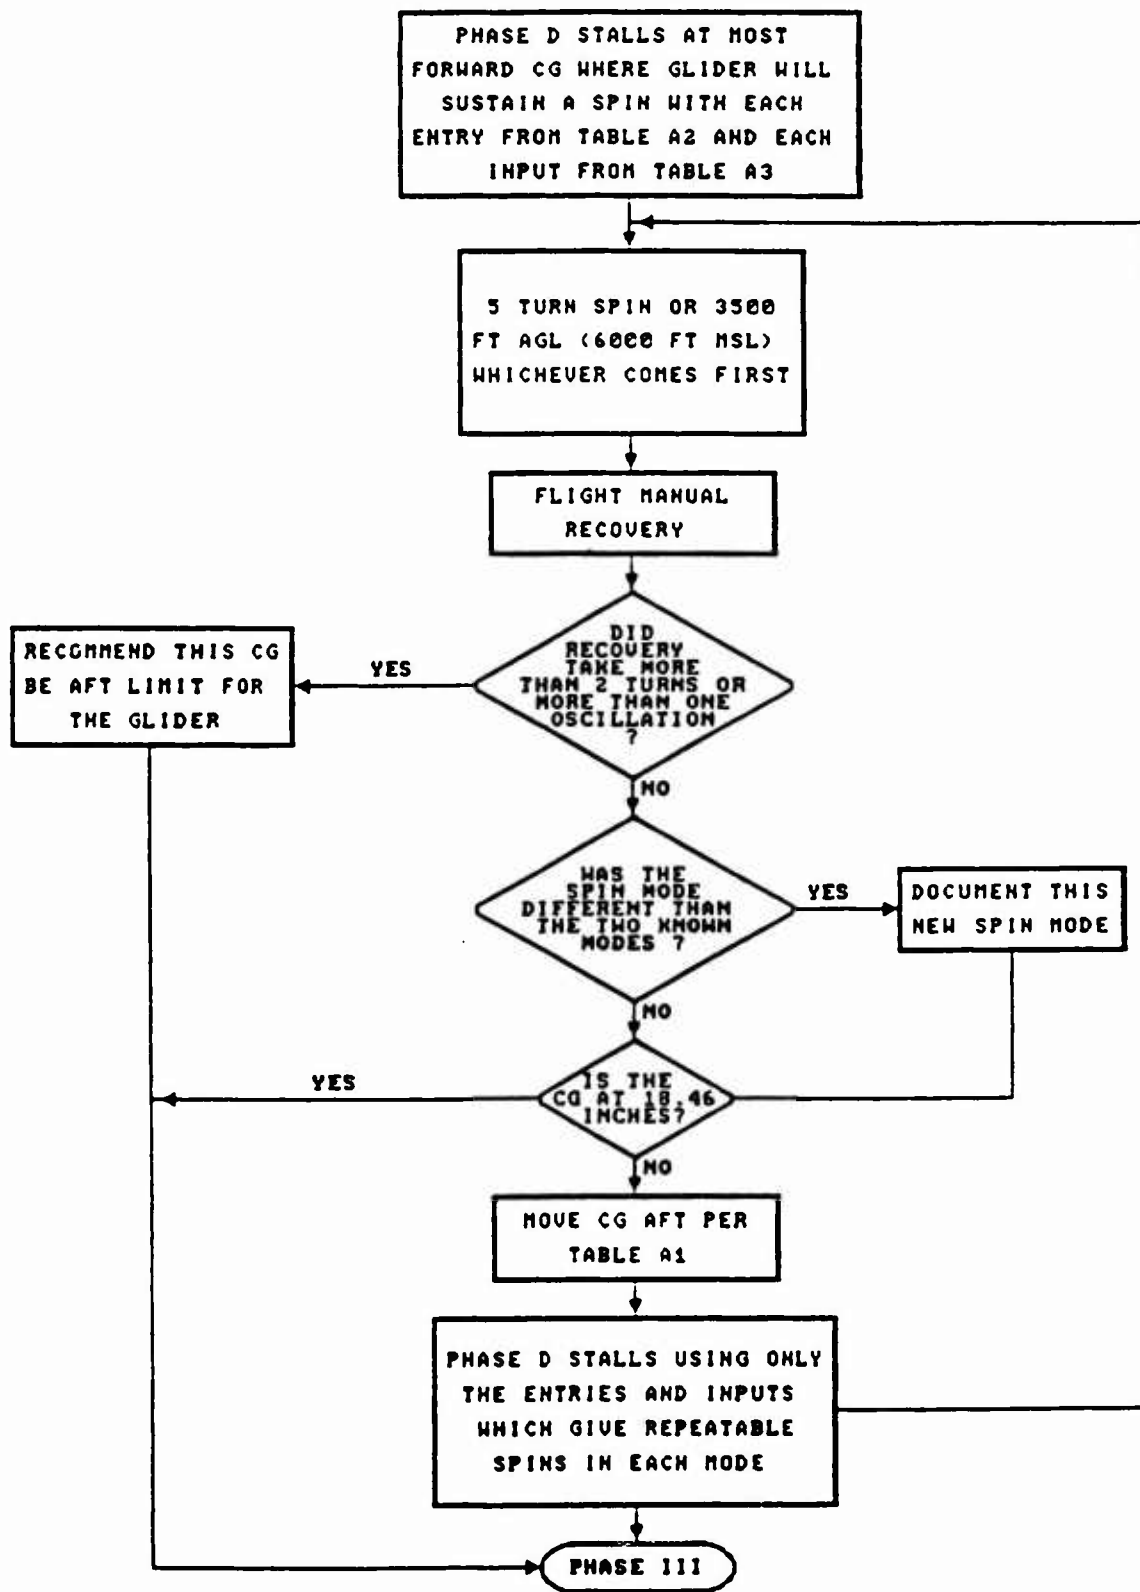 PHASE D STALLS AT MOST
FORWARD CG WHERE GLIDER WILL
SUSTAIN A SPIN WITH EACH
ENTRY FROM TABLE A2 AND EACH
INPUT FROM TABLE A3
5 TURN SPIN OR 3500
FT AGL (6000 FT MSL)
WHICHEVER COMES FIRST
FLIGHT MANUAL
RECOVERY
DID
RECOVERY
TAKE MORE
THAN 2 TURNS OR
MORE THAN ONE
OSCILLATION
?
YES
RECOMMEND THIS CG
BE AFT LIMIT FOR
THE GLIDER
NO
WAS THE
SPIN MODE
DIFFERENT THAN
THE TWO KNOWN
MODES ?
YES
DOCUMENT THIS
NEW SPIN MODE
NO
IS THE
CG AT 18.46
INCHES?
YES
NO
MOVE CG AFT PER
TABLE A1
PHASE D STALLS USING ONLY
THE ENTRIES AND INPUTS
WHICH GIVE REPEATABLE
SPINS IN EACH MODE
PHASE III